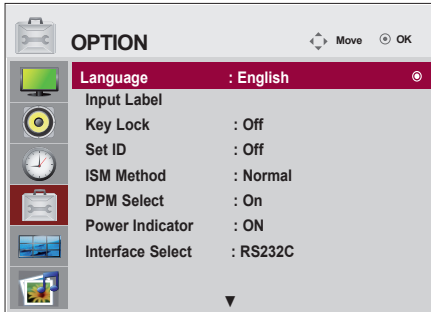 OPTION Move OK
Language : English
Input Label
Key Lock : Off
Set ID : Off
ISM Method : Normal
DPM Select : On
Power Indicator : ON
Interface Select : RS232C